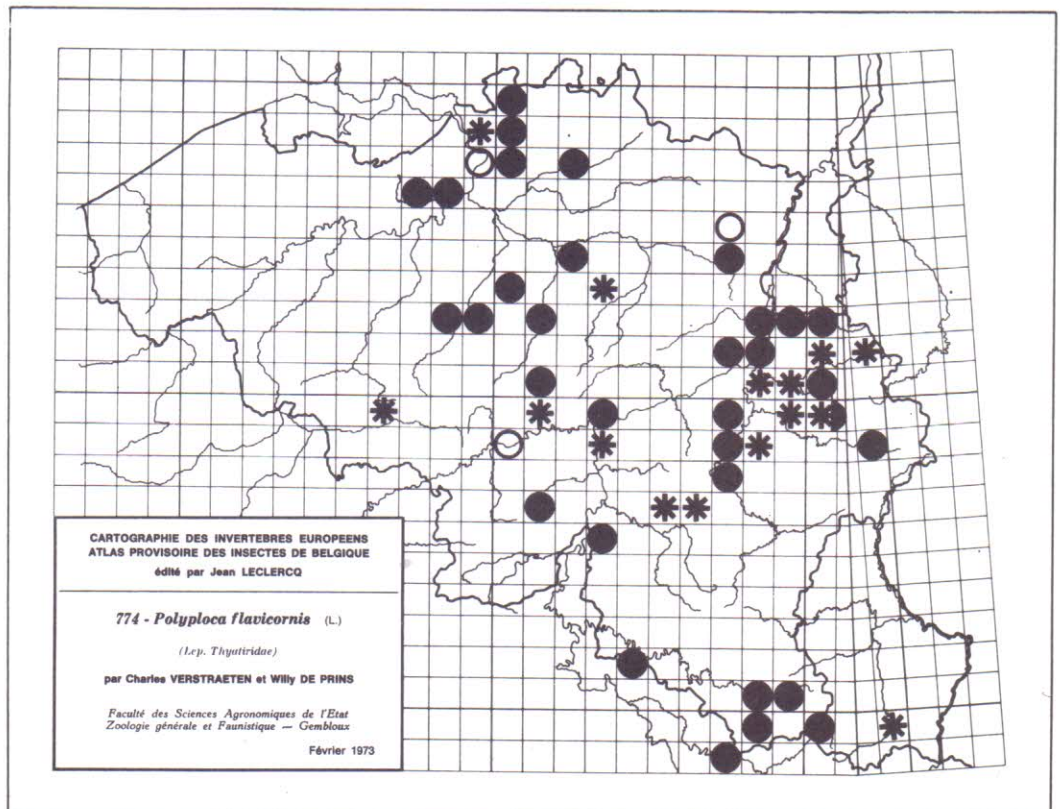 CARTOGRAPHIE DES INVERTEBRES EUROPEENS
ATLAS PROVISOIRE DES INSECTES DE BELGIQUE
édité par Jean LECLERCQ
774 - Polyploca flavicornis (L.)
(Lep. Thyatiridae)
par Charles VERSTRAETEN et Willy DE PRINS
Faculté des Sciences Agronomiques de l'Etat
Zoologie générale et Faunistique — Gembloux
Février 1973